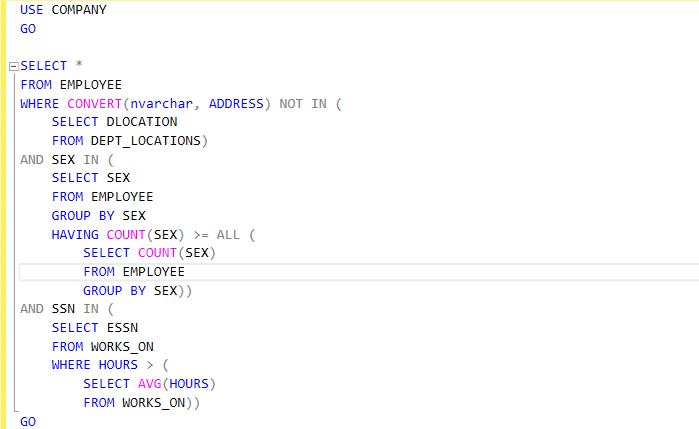 USE COMPANY
GO
SELECT *
FROM EMPLOYEE
WHERE CONVERT(nvarchar, ADDRESS) NOT IN (
SELECT DLOCATION
FROM DEPT_LOCATIONS)
AND SEX IN (
SELECT SEX
FROM EMPLOYEE
GROUP BY SEX
HAVING COUNT(SEX) >= ALL (
SELECT COUNT(SEX)
FROM EMPLOYEE
GROUP BY SEX))
AND SSN IN (
SELECT ESSN
FROM WORKS_ON
WHERE HOURS > (
SELECT AVG(HOURS)
FROM WORKS_ON))
GO